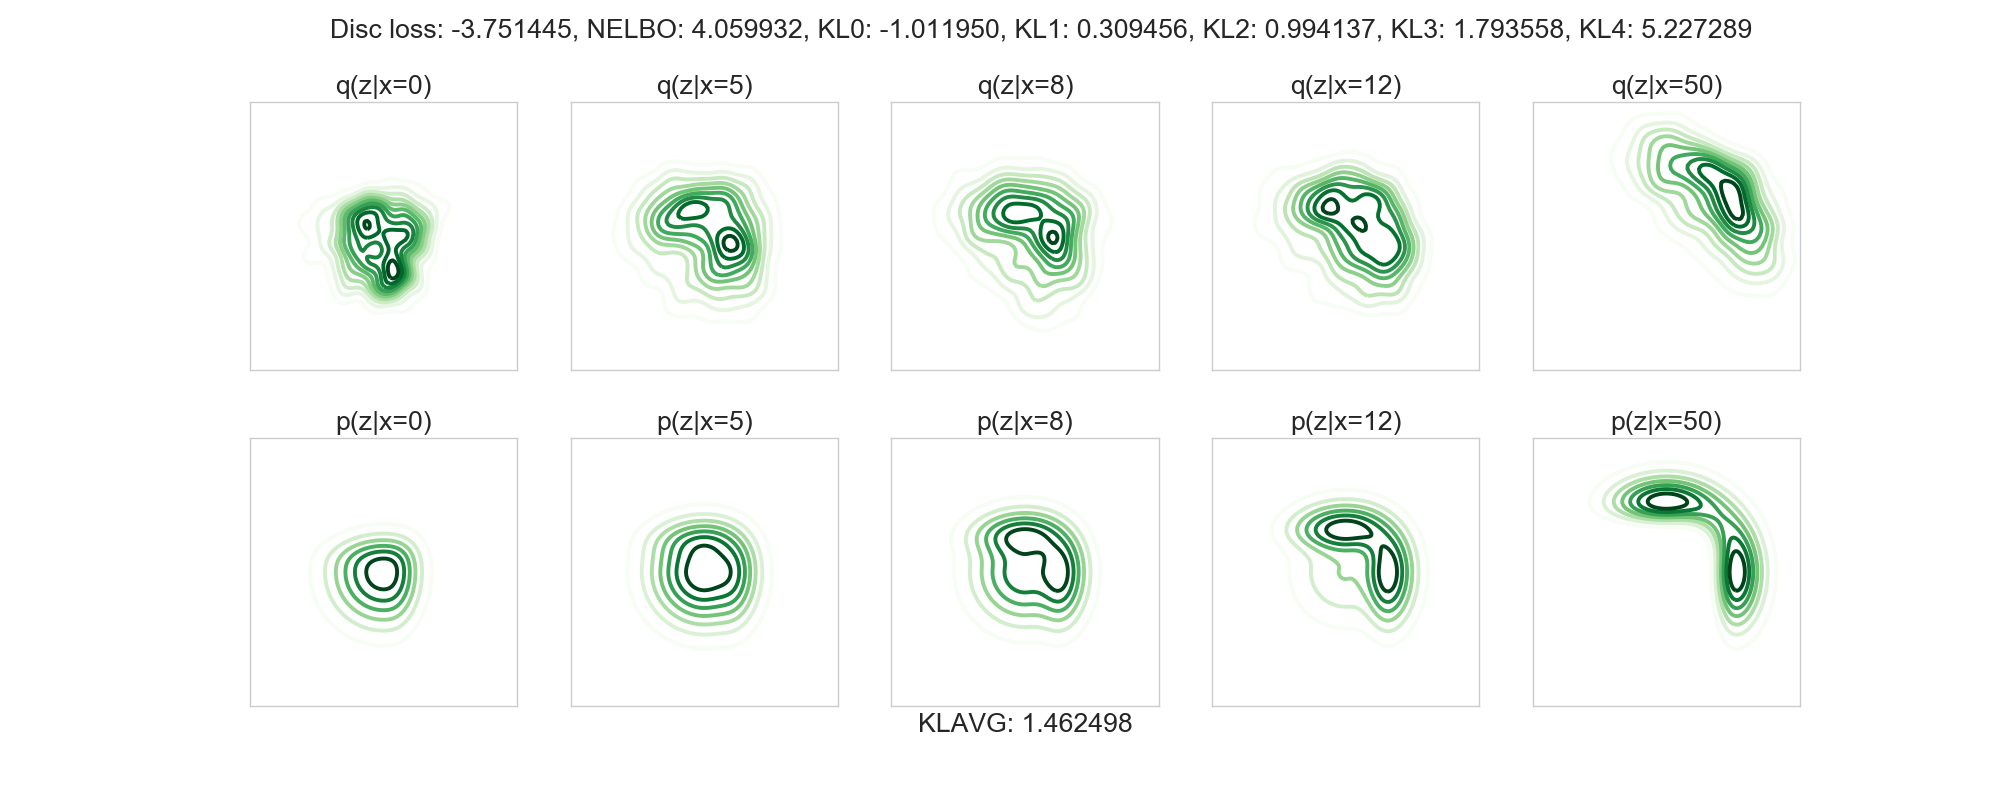 Disc loss: -3.751445, NELBO: 4.059932, KL0: -1.011950, KL1: 0.309456, KL2: 0.994137, KL3: 1.793558, KL4: 5.227289
q(z|x=0) q(z|x=5) q(z|x=8) q(z|x=12) q(z|x=50)
p(z|x=0) p(z|x=5) p(z|x=8) p(z|x=12) p(z|x=50)
KLAVG: 1.462498